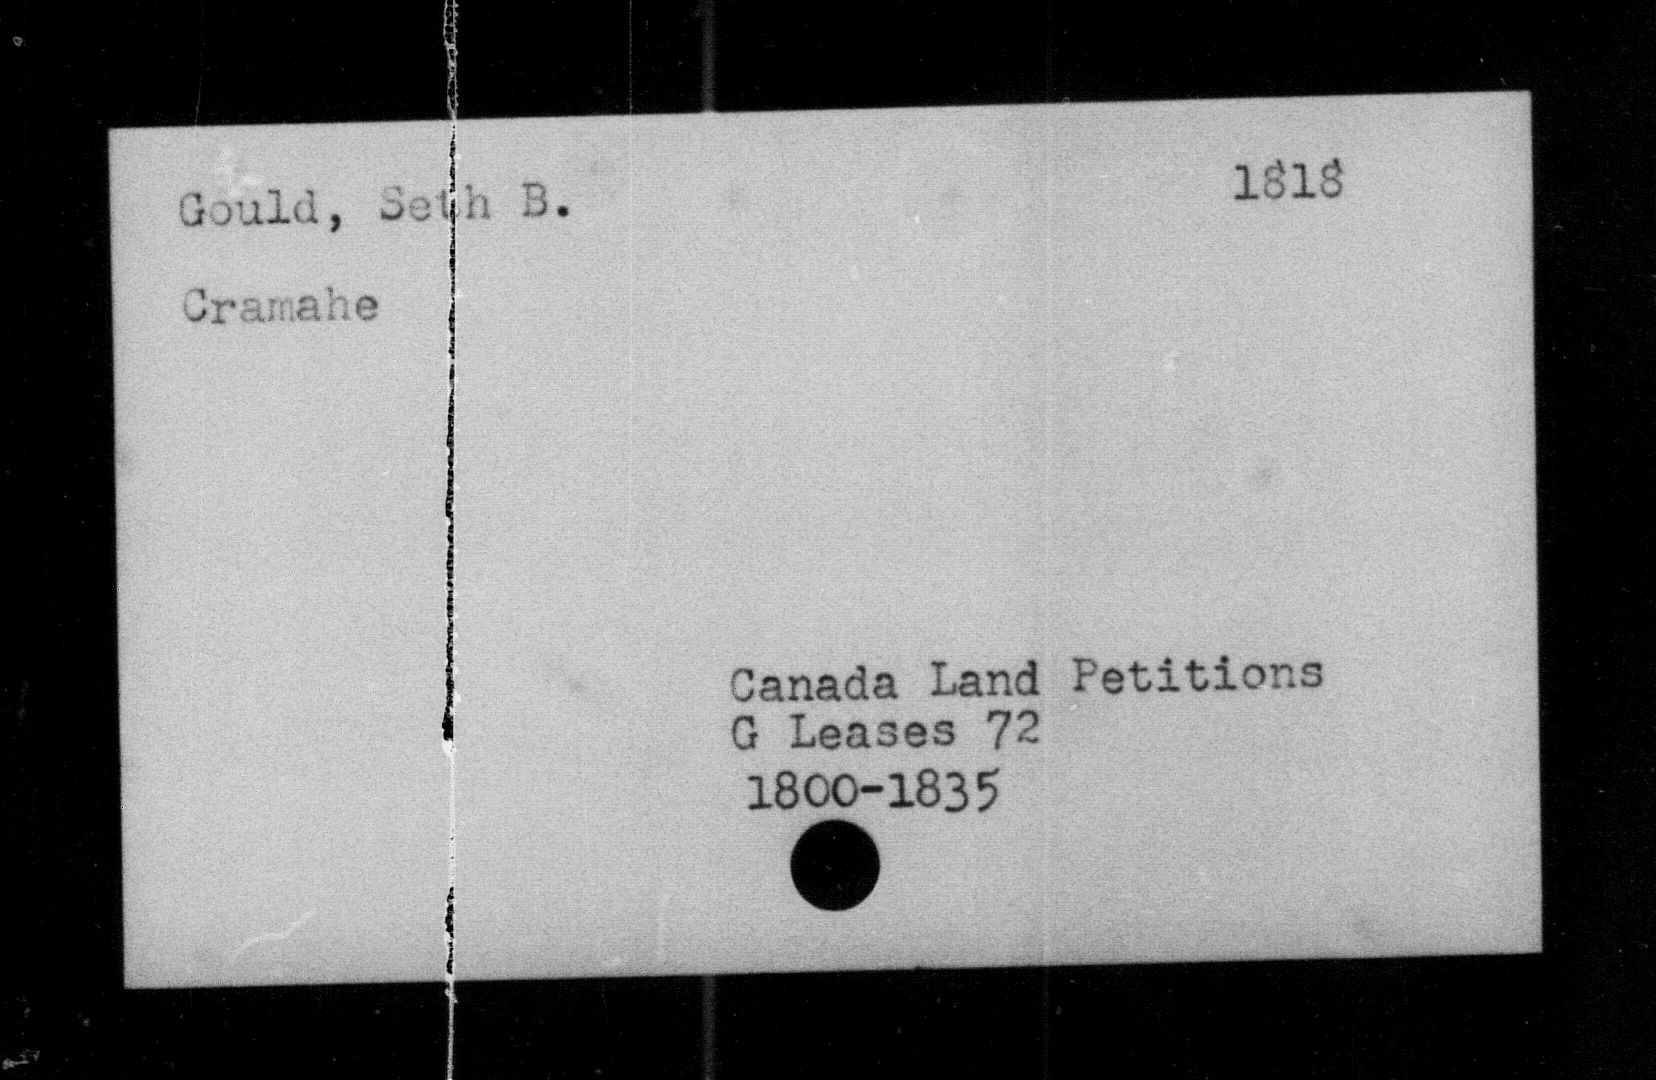 Gould, Seth B. 1818
Cramahe
Canada Land Petitions
G Leases 72
1800-1835